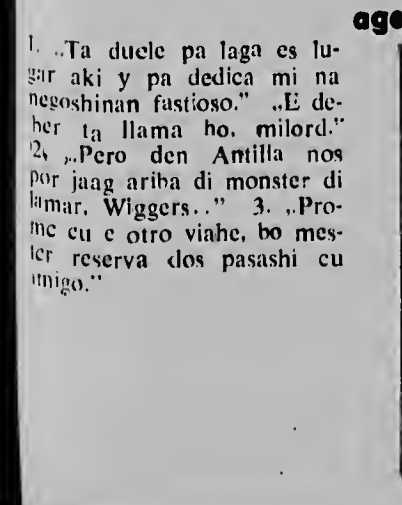 ago
1. „Ta duele pa laga es lu-
gar aki y pa dedica mi na
negoshinan fastioso.” „E de-
ber ta llama bo, milord.”
2. „Pero den Antilla nos
por jaag ariba di monster di
lamar, Wiggers..” 3. „Pro-
me cu e otro viahe, bo mes-
ter reserva dos pasashi cu
amigo.”